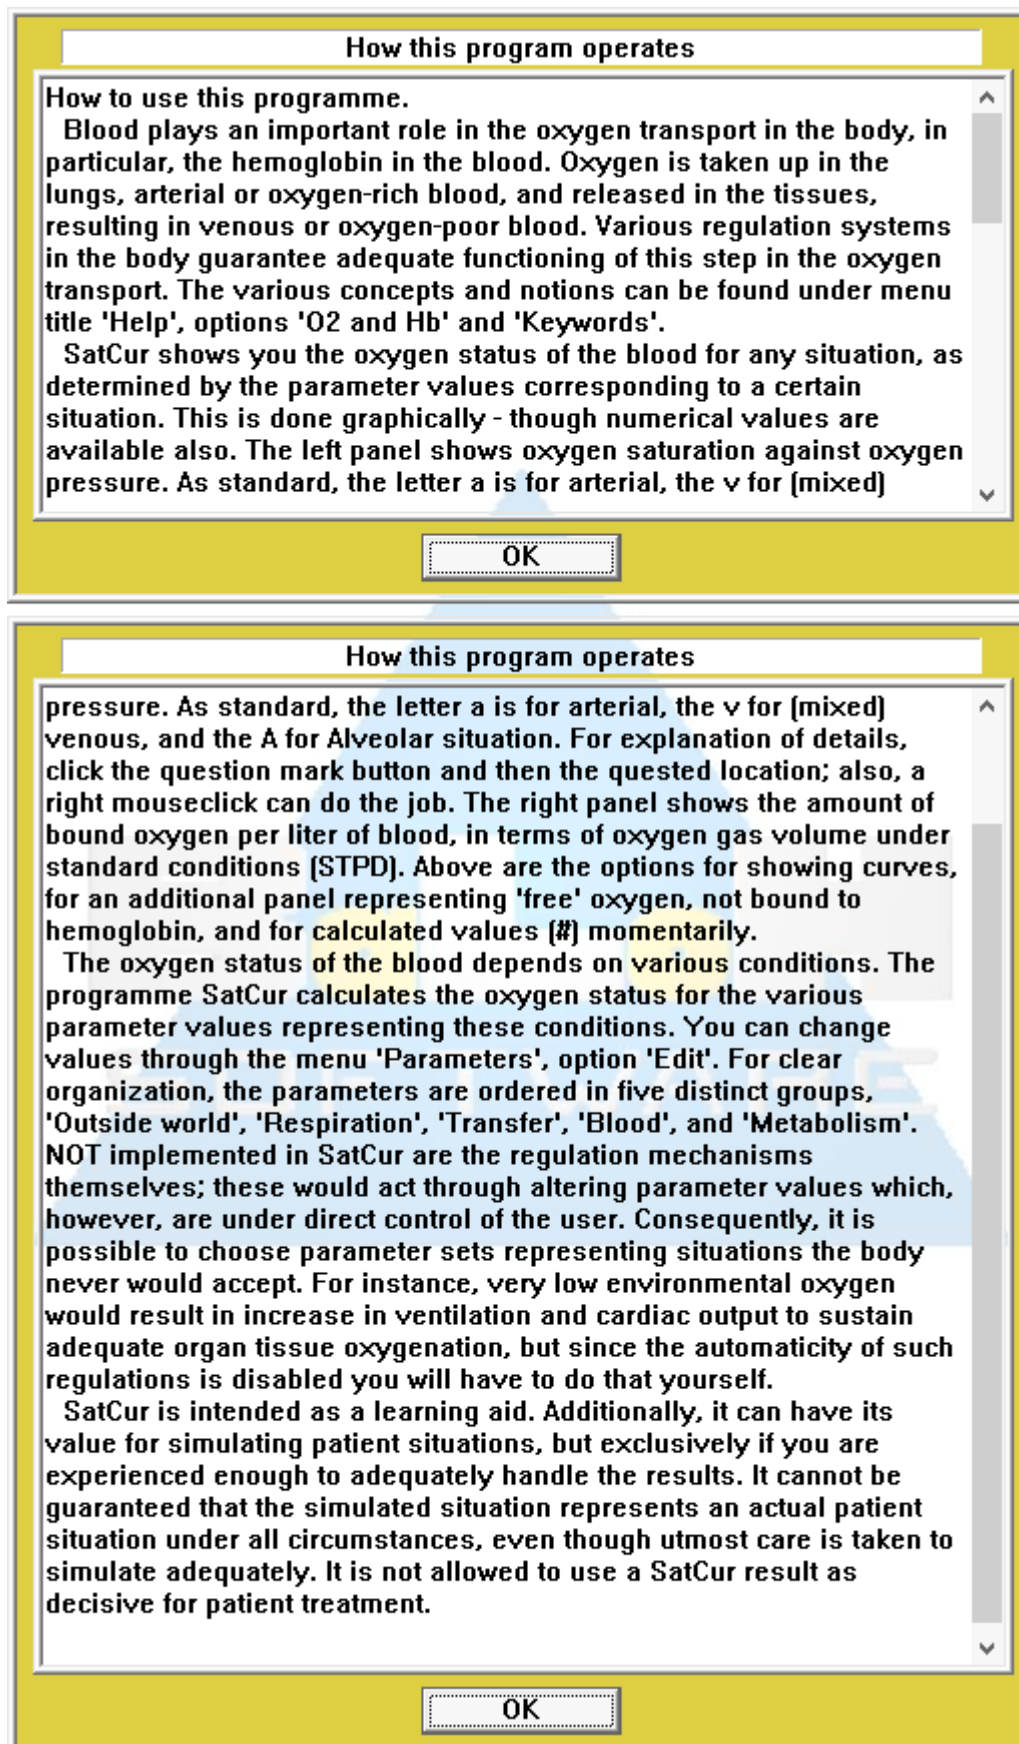 How this program operates
How to use this programme.
Blood plays an important role in the oxygen transport in the body, in
particular, the hemoglobin in the blood. Oxygen is taken up in the
lungs, arterial or oxygen-rich blood, and released in the tissues,
resulting in venous or oxygen-poor blood. Various regulation systems
in the body guarantee adequate functioning of this step in the oxygen
transport. The various concepts and notions can be found under menu
title 'Help', options 'O2 and Hb' and 'Keywords'.
SatCur shows you the oxygen status of the blood for any situation, as
determined by the parameter values corresponding to a certain
situation. This is done graphically - though numerical values are
available also. The left panel shows oxygen saturation against oxygen
pressure. As standard, the letter a is for arterial, the v for (mixed)
OK
How this program operates
pressure. As standard, the letter a is for arterial, the v for (mixed)
venous, and the A for Alveolar situation. For explanation of details,
click the question mark button and then the quested location; also, a
right mouseclick can do the job. The right panel shows the amount of
bound oxygen per liter of blood, in terms of oxygen gas volume under
standard conditions (STPD). Above are the options for showing curves,
for an additional panel representing 'free' oxygen, not bound to
hemoglobin, and for calculated values (#) momentarily.
The oxygen status of the blood depends on various conditions. The
programme SatCur calculates the oxygen status for the various
parameter values representing these conditions. You can change
values through the menu 'Parameters', option 'Edit'. For clear
organization, the parameters are ordered in five distinct groups,
'Outside world', 'Respiration', 'Transfer', 'Blood', and 'Metabolism'.
NOT implemented in SatCur are the regulation mechanisms
themselves; these would act through altering parameter values which,
however, are under direct control of the user. Consequently, it is
possible to choose parameter sets representing situations the body
never would accept. For instance, very low environmental oxygen
would result in increase in ventilation and cardiac output to sustain
adequate organ tissue oxygenation, but since the automaticity of such
regulations is disabled you will have to do that yourself.
SatCur is intended as a learning aid. Additionally, it can have its
value for simulating patient situations, but exclusively if you are
experienced enough to adequately handle the results. It cannot be
guaranteed that the simulated situation represents an actual patient
situation under all circumstances, even though utmost care is taken to
simulate adequately. It is not allowed to use a SatCur result as
decisive for patient treatment.
OK
SOFTWARE